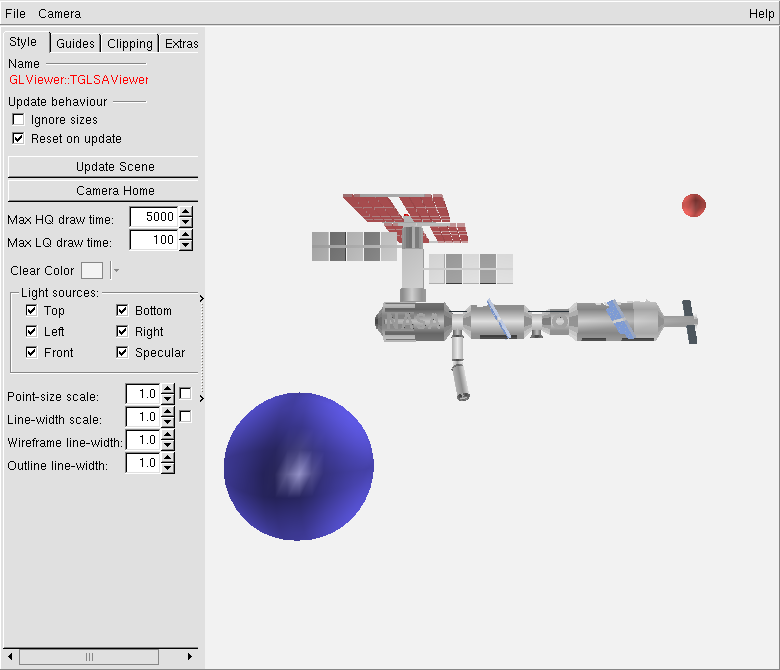 File Camera Help
Style Guides Clipping Extras
Name
GLViewer::TGLSAViewer
Update behaviour
Ignore sizes
Reset on update
Update Scene
Camera Home
Max HQ draw time: 5000
Max LQ draw time: 100
Clear Color
Light sources:
Top Bottom
Left Right
Front Specular
Point-size scale: 1.0
Line-width scale: 1.0
Wireframe line-width: 1.0
Outline line-width: 1.0